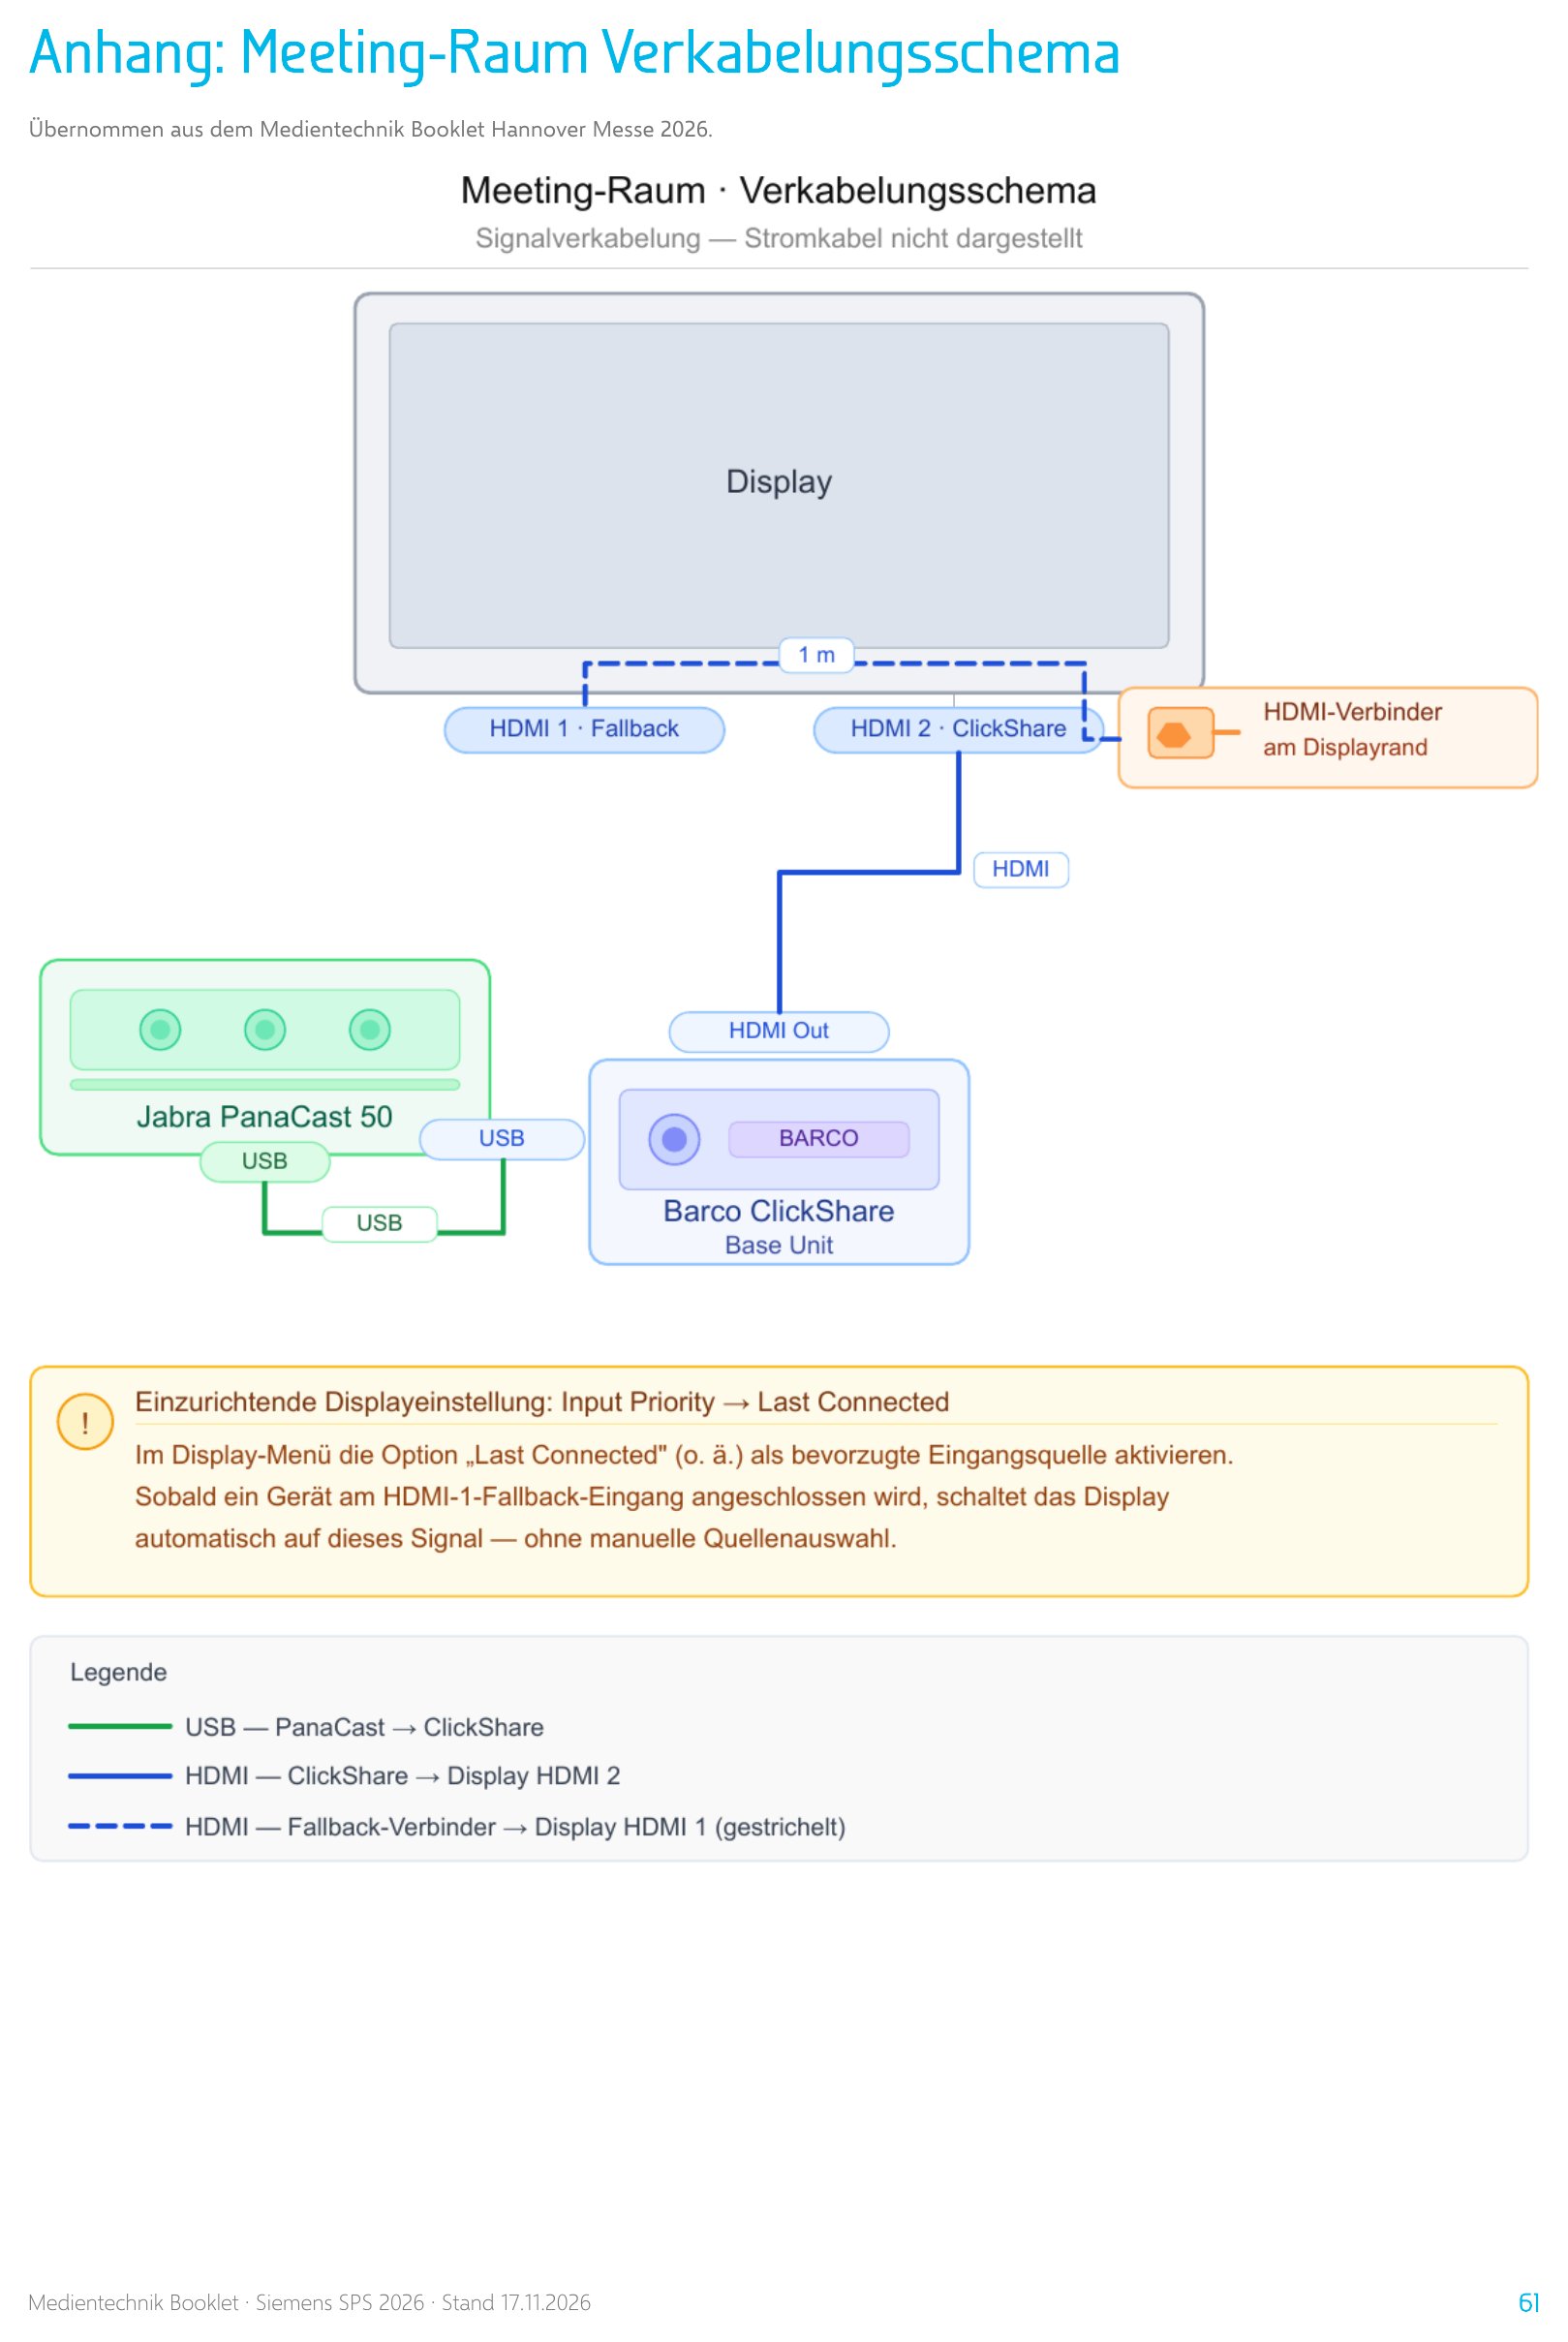 Anhang: Meeting-Raum Verkabelungsschema
Übernommen aus dem Medientechnik Booklet Hannover Messe 2026.
Meeting-Raum · Verkabelungsschema
Signalverkabelung — Stromkabel nicht dargestellt
Display
1 m
HDMI 1 · Fallback
HDMI 2 · ClickShare
HDMI-Verbinder
am Displayrand
HDMI
HDMI Out
Jabra PanaCast 50
USB
USB
USB
BARCO
Barco ClickShare
Base Unit
!
Einzurichtende Displayeinstellung: Input Priority → Last Connected
Im Display-Menü die Option „Last Connected" (o. ä.) als bevorzugte Eingangsquelle aktivieren.
Sobald ein Gerät am HDMI-1-Fallback-Eingang angeschlossen wird, schaltet das Display
automatisch auf dieses Signal — ohne manuelle Quellenauswahl.
Legende
USB — PanaCast → ClickShare
HDMI — ClickShare → Display HDMI 2
HDMI — Fallback-Verbinder → Display HDMI 1 (gestrichelt)
Medientechnik Booklet · Siemens SPS 2026 · Stand 17.11.2026
61